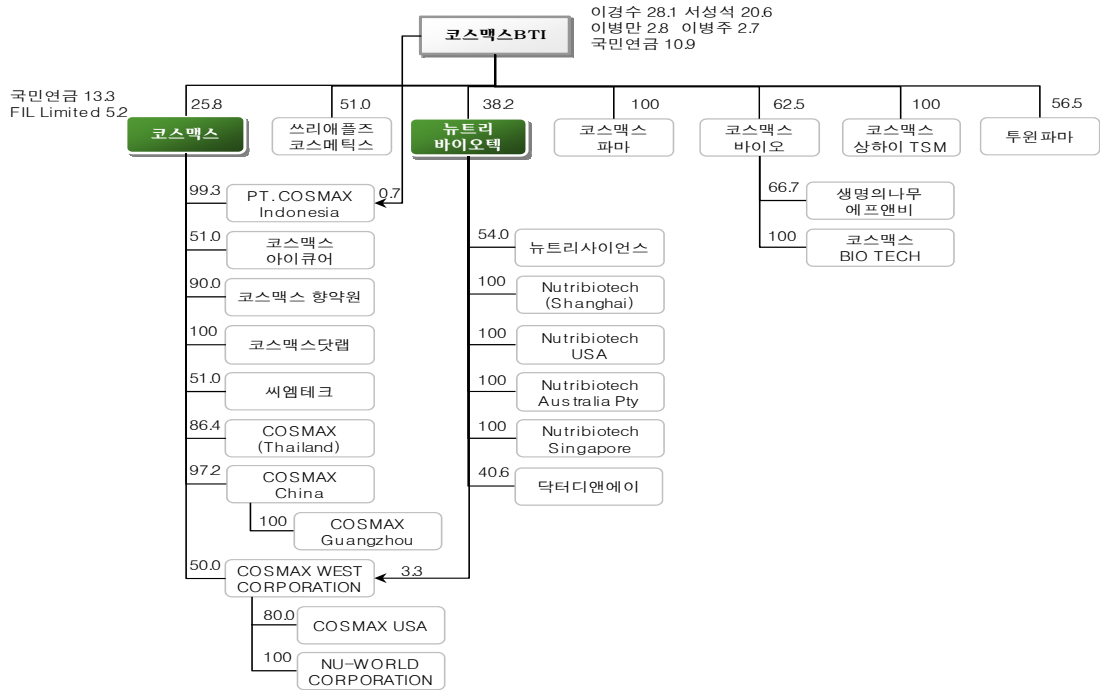 코스맥스BTI
이경수 28.1 서성석 20.6
이병만 2.8 이병주 2.7
국민연금 10.9
국민연금 13.3
FIL Limited 5.2
25.8
코스맥스
51.0
쓰리애플즈
코스메틱스
38.2
뉴트리
바이오텍
100
코스맥스
파마
62.5
코스맥스
바이오
100
코스맥스
상하이 TSM
56.5
투윈파마
99.3
PT.COSMAX
Indonesia
0.7
51.0
코스맥스
아이큐어
90.0
코스맥스 향약원
100
코스맥스닷랩
51.0
씨엠테크
86.4
COSMAX
(Thailand)
97.2
COSMAX
China
100
COSMAX
Guangzhou
50.0
COSMAX WEST
CORPORATION
3.3
80.0
COSMAX USA
100
NU-WORLD
CORPORATION
54.0
뉴트리사이언스
100
Nutribiotech
(Shanghai)
100
Nutribiotech
USA
100
Nutribiotech
Australia Pty
100
Nutribiotech
Singapore
40.6
닥터디앤에이
66.7
생명의나무
에프앤비
100
코스맥스
BIO TECH